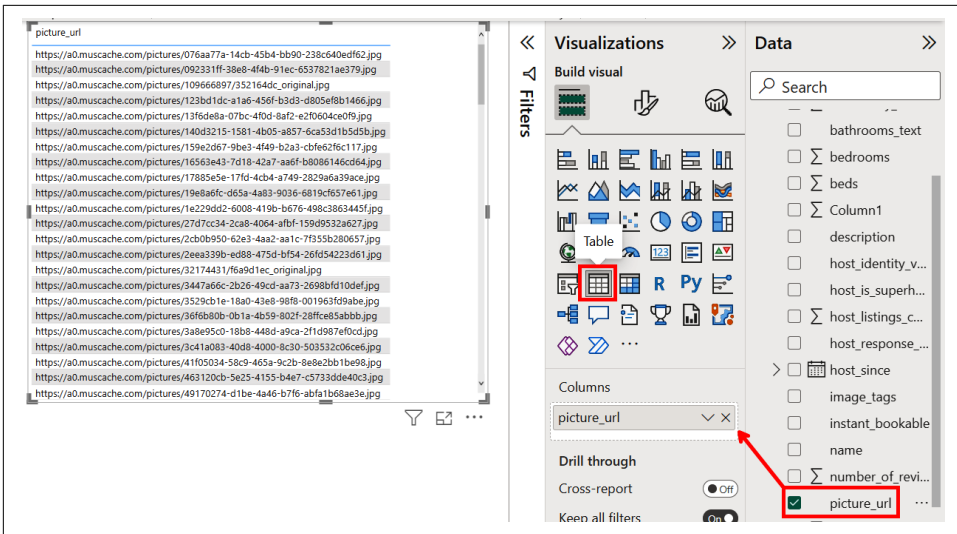 picture_url
https://a0.muscache.com/pictures/076aa77a-14cb-45b4-bb90-238c640edf62.jpg
https://a0.muscache.com/pictures/092331ff-38e8-4f4b-91ec-6537821ae379.jpg
https://a0.muscache.com/pictures/109666897/352164dc_original.jpg
https://a0.muscache.com/pictures/123bd1dc-a1a6-456f-b3d3-d805ef8b1466.jpg
https://a0.muscache.com/pictures/13f6de8a-07bc-4f0d-8af2-e2f0604ce0f9.jpg
https://a0.muscache.com/pictures/140d3215-1581-4b05-a857-6ca53d1b5d5b.jpg
https://a0.muscache.com/pictures/159e2d67-9be3-4f49-b2a3-cbfe62f6c117.jpg
https://a0.muscache.com/pictures/16563e43-7d18-42a7-aa6f-b8086146cd64.jpg
https://a0.muscache.com/pictures/17885e5e-17fd-4cb4-a749-2829a6a39ace.jpg
https://a0.muscache.com/pictures/19e8a6fc-d65a-4a83-9036-6819cf657e61.jpg
https://a0.muscache.com/pictures/1e229dd2-6008-419b-b676-498c3863445f.jpg
https://a0.muscache.com/pictures/27d7cc34-2ca8-4064-afbf-159d9532a627.jpg
https://a0.muscache.com/pictures/2cb0b950-62e3-4aa2-aa1c-7f355b280657.jpg
https://a0.muscache.com/pictures/2eea339b-ed88-475d-bf54-26fd54223d61.jpg
https://a0.muscache.com/pictures/32174431/f6a9d1ec_original.jpg
https://a0.muscache.com/pictures/3447a66c-2b26-49cd-aa73-2698bfd10def.jpg
https://a0.muscache.com/pictures/3529cb1e-18a0-43e8-98f8-001963fd9abe.jpg
https://a0.muscache.com/pictures/36f6b80b-0b1a-4b59-802f-28ffce85abbb.jpg
https://a0.muscache.com/pictures/3a8e95c0-18b8-448d-a9ca-2f1d987ef0cd.jpg
https://a0.muscache.com/pictures/3c41a083-40d8-4000-8c30-503532c06ce6.jpg
https://a0.muscache.com/pictures/41f05034-58c9-465a-9c2b-8e8e2bb1be98.jpg
https://a0.muscache.com/pictures/463120cb-5e25-4155-b4e7-c5733dde40c3.jpg
https://a0.muscache.com/pictures/49170274-d1be-4a46-b7f6-abfa1b68ae3e.jpg
Filters
Visualizations
Build visual
Table
123
R Py
Columns
picture_url
Drill through
Cross-report Off
Keep all filters On
Data
Search
bathrooms_text
∑ bedrooms
∑ beds
∑ Column1
description
host_identity_v...
host_is_superh...
∑ host_listings_c...
host_response_...
host_since
image_tags
instant_bookable
name
∑ number_of_revi...
picture_url ...